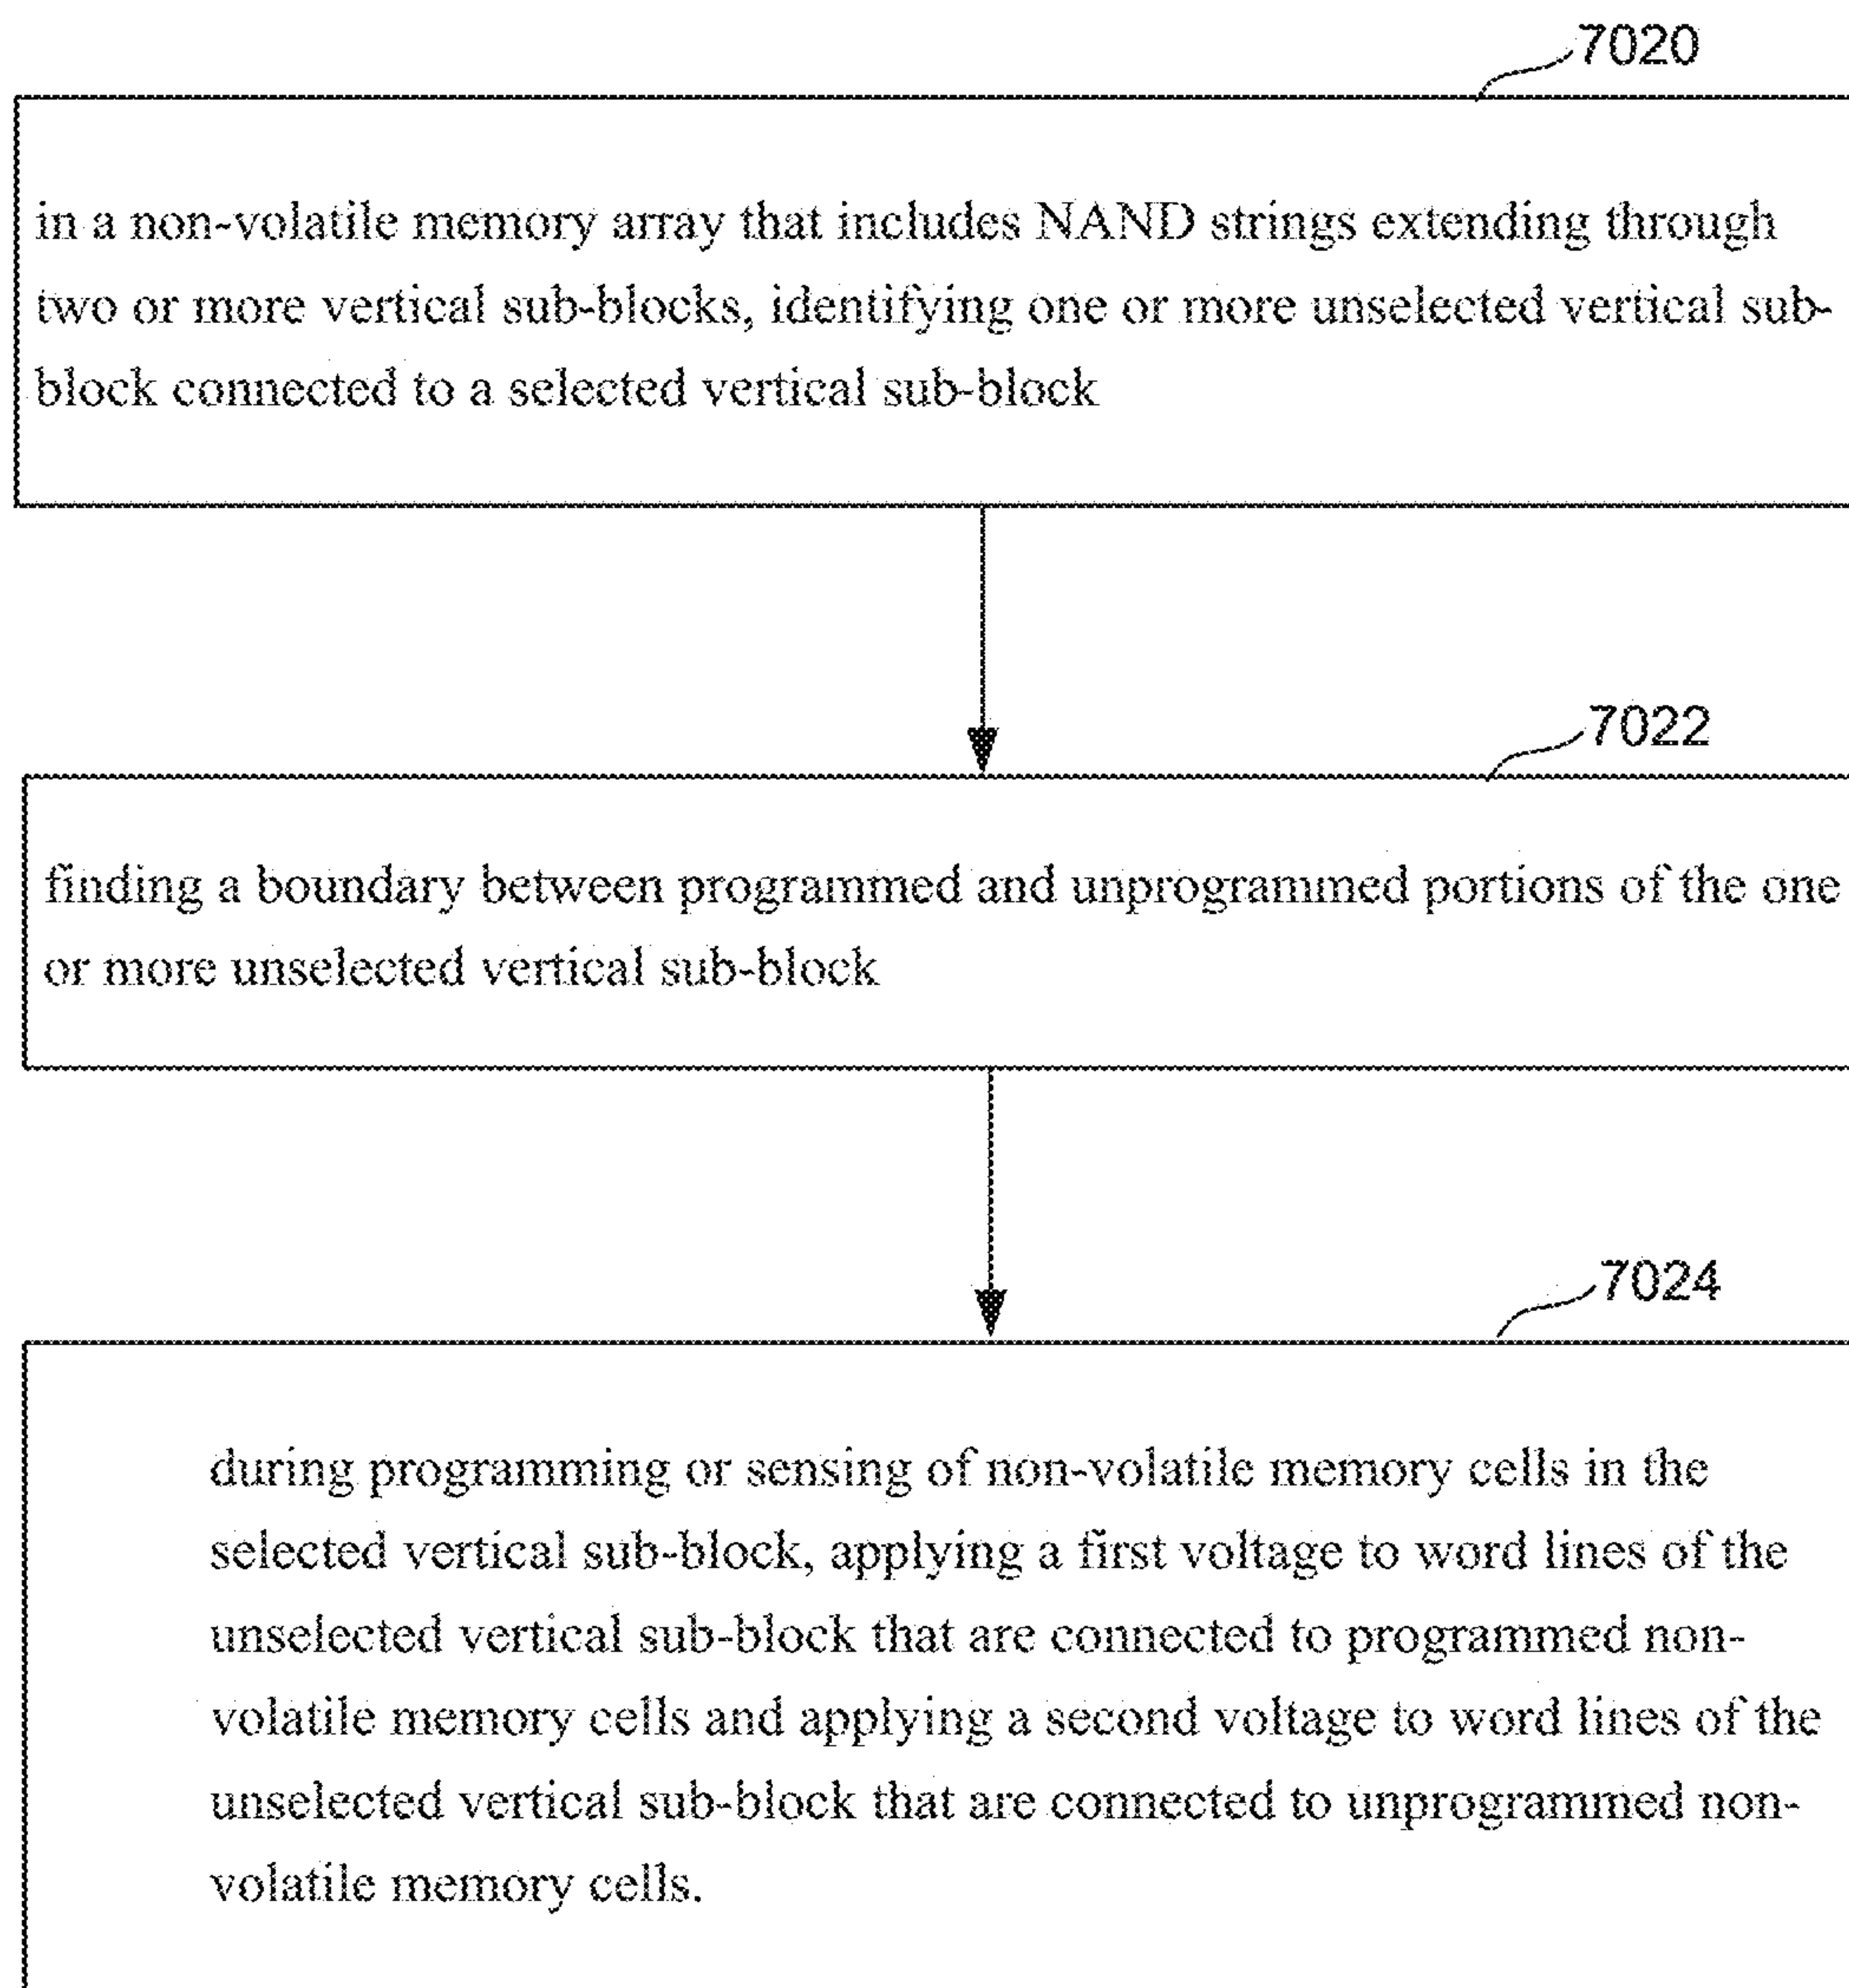 7020
in a non-volatile memory array that includes NAND strings extending through
two or more vertical sub-blocks, identifying one or more unselected vertical sub-
block connected to a selected vertical sub-block
7022
finding a boundary between programmed and unprogrammed portions of the one
or more unselected vertical sub-block
7024
during programming or sensing of non-volatile memory cells in the
selected vertical sub-block, applying a first voltage to word lines of the
unselected vertical sub-block that are connected to programmed non-
volatile memory cells and applying a second voltage to word lines of the
unselected vertical sub-block that are connected to unprogrammed non-
volatile memory cells.